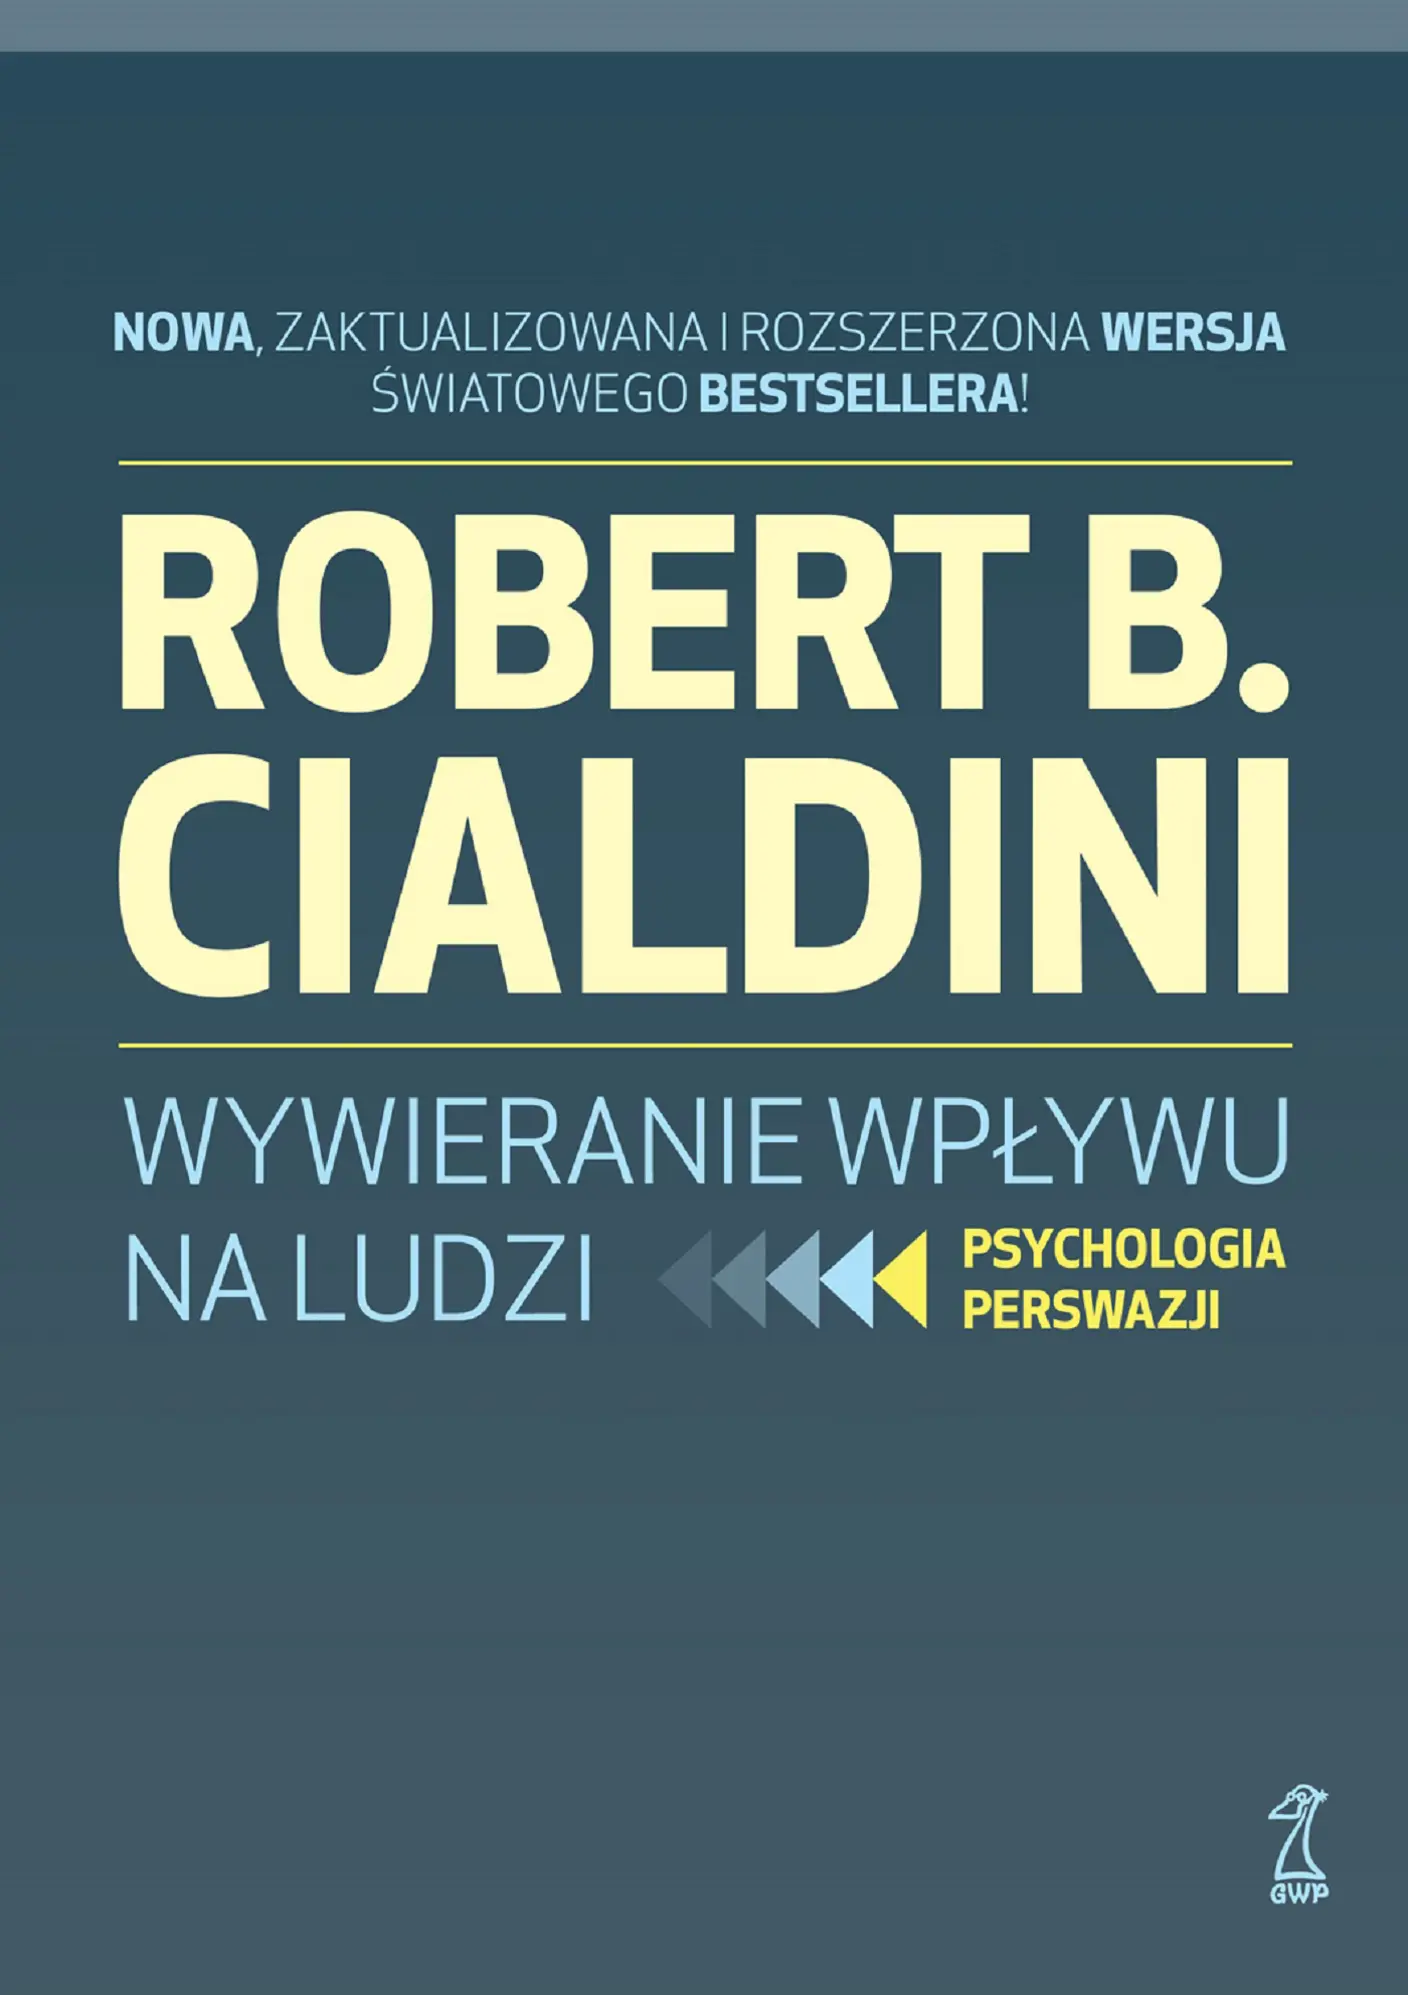 NOWA, ZAKTUALIZOWANA I ROZSZERZONA WERSJA
ŚWIATOWEGO BESTSELLERA!
ROBERT B.
CIALDINI
WYWIERANIE WPŁYWU
NA LUDZI
PSYCHOLOGIA
PERSWAZJI
GWP